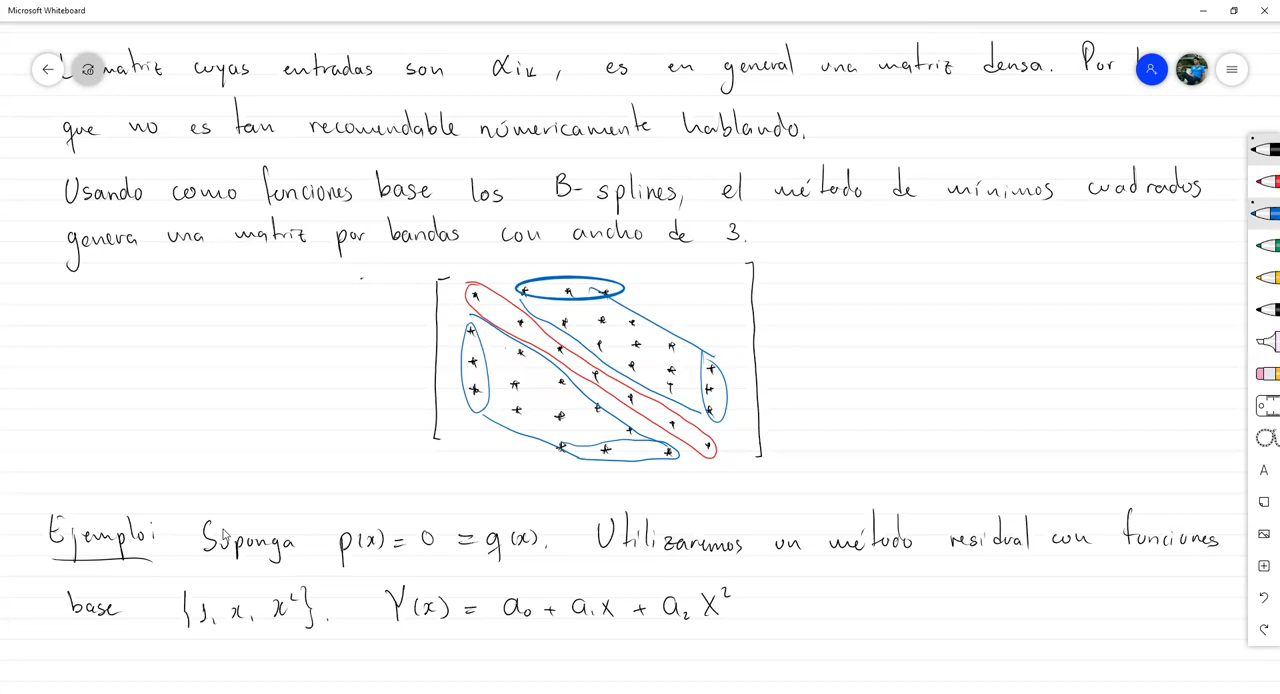 Microsoft Whiteboard
matriz cuyas entradas son αik, es en general una matriz densa. Por
que no es tan recomendable númericamente hablando.
Usando como funciones base los B-splines, el método de mínimos cuadrados
genera una matriz por bandas con ancho de 3.
Ejemplo: Suponga p(x) = 0 = q(x). Utilizaremos un método residual con funciones
base {1, x, x²}. Y(x) = a₀ + a₁x + a₂x²